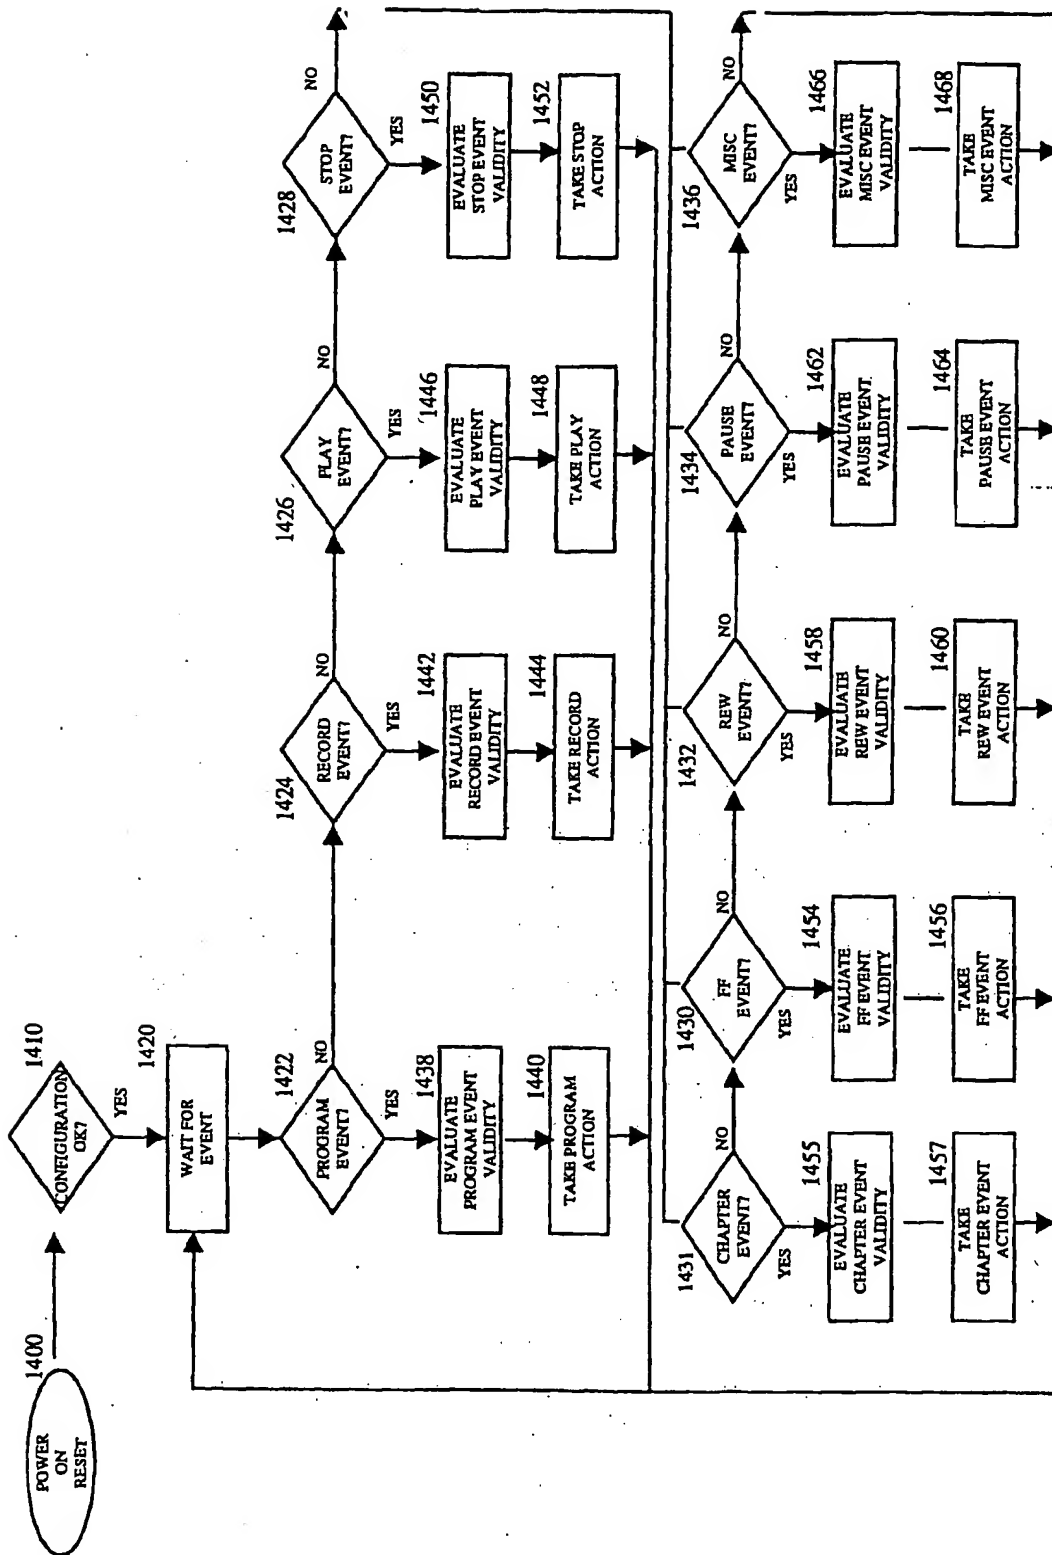 1400
POWER
ON
RESET
1410
CONFIGURATION
OK?
YES
1420
WAIT FOR
EVENT
1422
PROGRAM
EVENT?
NO
YES
1438
EVALUATE
PROGRAM EVENT
VALIDITY
1440
TAKE PROGRAM
ACTION
1424
RECORD
EVENT?
NO
YES
1442
EVALUATE
RECORD EVENT
VALIDITY
1444
TAKE RECORD
ACTION
1426
PLAY
EVENT?
NO
YES
1446
EVALUATE
PLAY EVENT
VALIDITY
1448
TAKE PLAY
ACTION
1428
STOP
EVENT?
NO
YES
1450
EVALUATE
STOP EVENT
VALIDITY
1452
TAKE STOP
ACTION
1431
CHAPTER
EVENT?
NO
YES
1455
EVALUATE
CHAPTER EVENT
VALIDITY
1457
TAKE
CHAPTER EVENT
ACTION
1430
FF
EVENT?
NO
YES
1454
EVALUATE
FF EVENT
VALIDITY
1456
TAKE
FF EVENT
ACTION
1432
REW
EVENT?
NO
YES
1458
EVALUATE
REW EVENT
VALIDITY
1460
TAKE
REW EVENT
ACTION
1434
PAUSE
EVENT?
NO
YES
1462
EVALUATE
PAUSE EVENT
VALIDITY
1464
TAKE
PAUSE EVENT
ACTION
1436
MISC
EVENT?
NO
YES
1466
EVALUATE
MISC EVENT
VALIDITY
1468
TAKE
MISC EVENT
ACTION